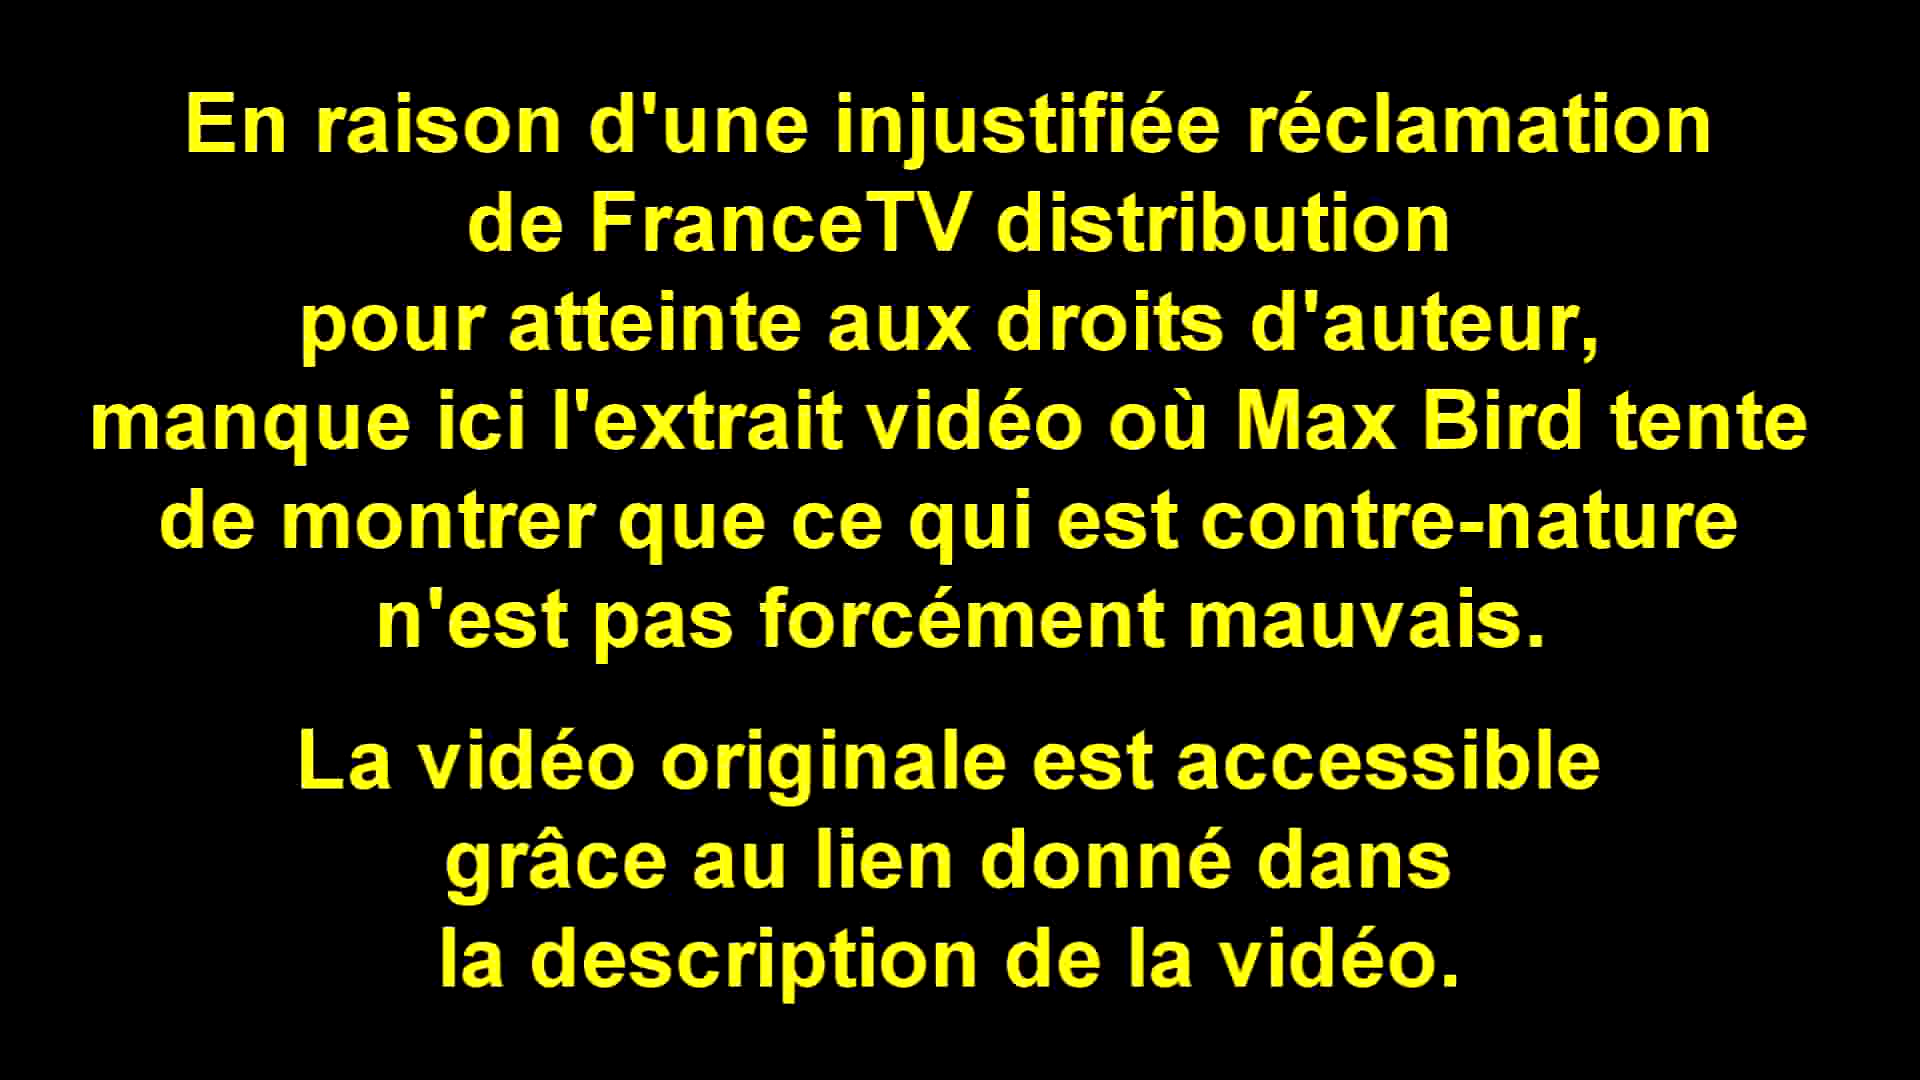 En raison d'une injustifiée réclamation
de FranceTV distribution
pour atteinte aux droits d'auteur,
manque ici l'extrait vidéo où Max Bird tente
de montrer que ce qui est contre-nature
n'est pas forcément mauvais.
La vidéo originale est accessible
grâce au lien donné dans
la description de la vidéo.